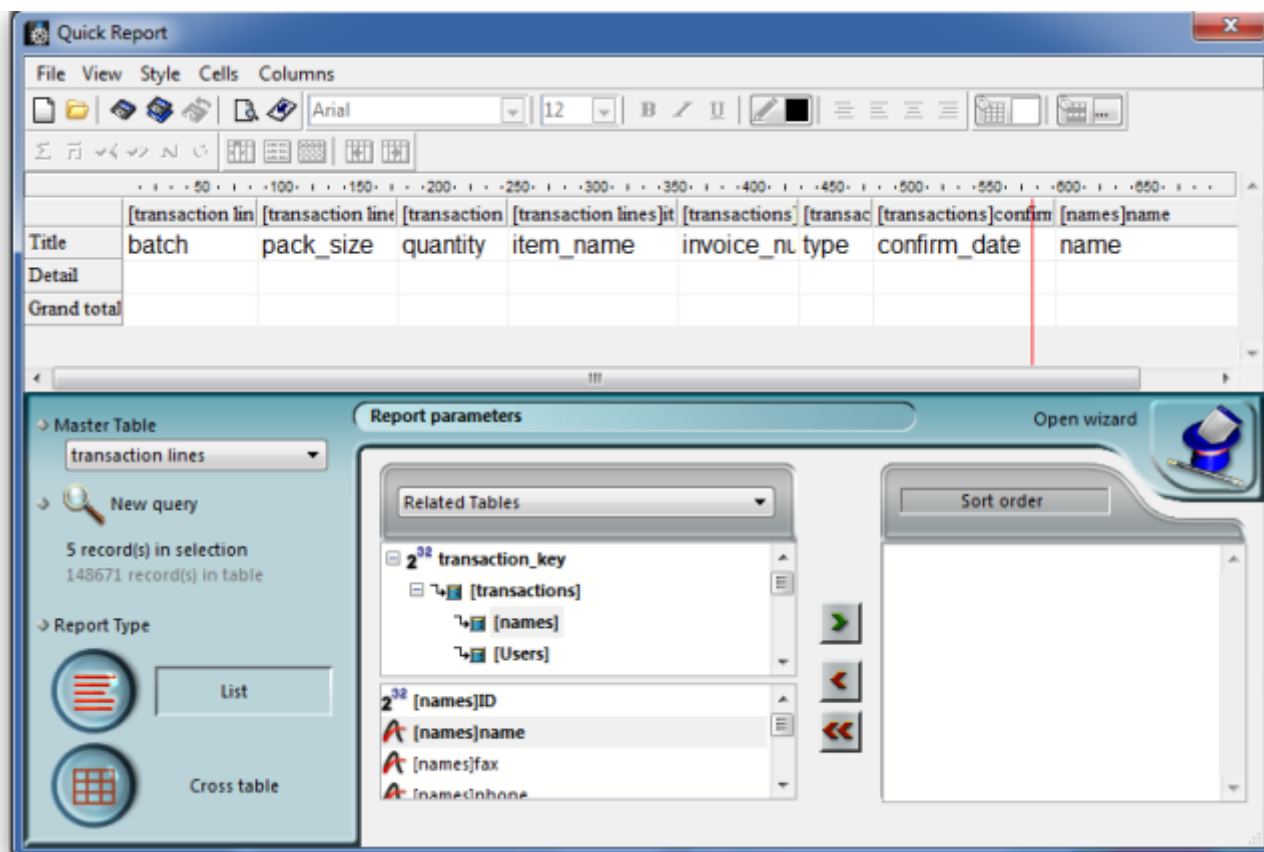 Quick Report
File View Style Cells Columns
Arial 12 B I U
50 100 150 200 250 300 350 400 450 500 550 600 650
[transaction lin [transaction line [transaction [transaction lines]it [transactions] [transac [transactions]confirm [names]name
Title batch pack_size quantity item_name invoice_nu type confirm_date name
Detail
Grand total
Master Table
transaction lines
New query
5 record(s) in selection
148671 record(s) in table
Report Type
List
Cross table
Report parameters
Open wizard
Related Tables
2³² transaction_key
[transactions]
[names]
[Users]
2³² [names]ID
[names]name
[names]fax
[names]phone
Sort order